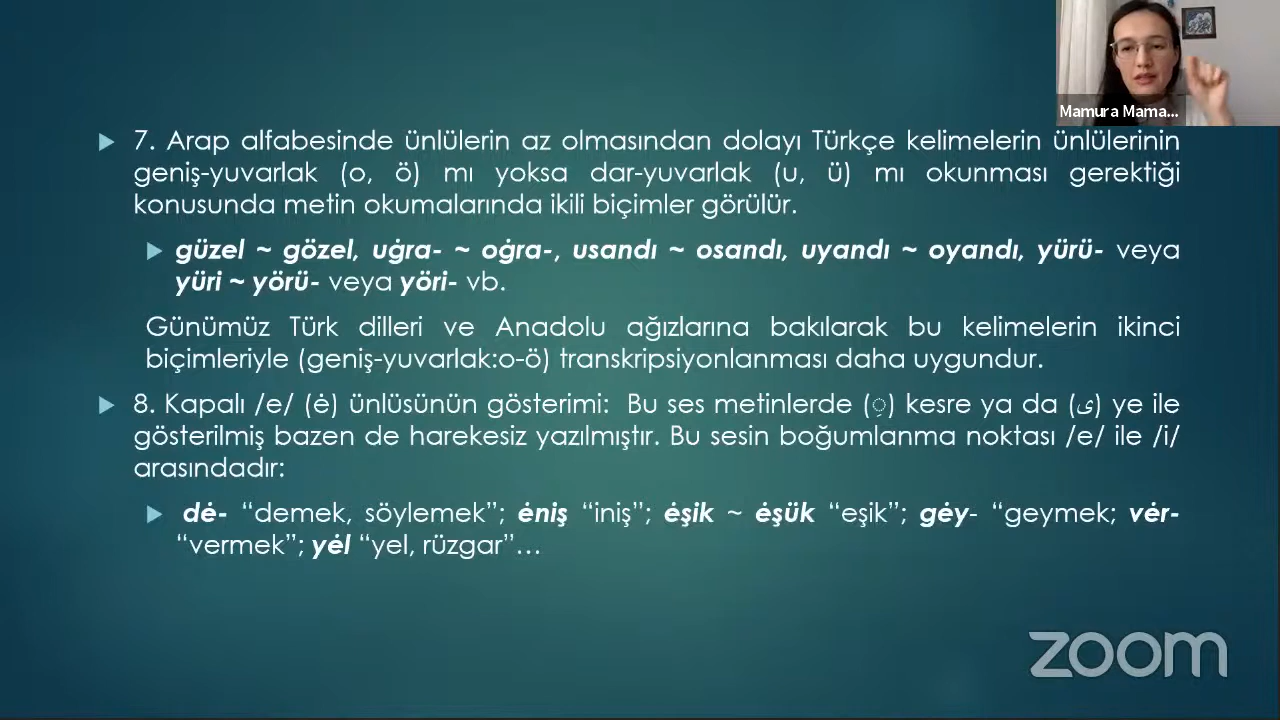 Mamura Mama...
7. Arap alfabesinde ünlülerin az olmasından dolayı Türkçe kelimelerin ünlülerinin
geniş-yuvarlak (o, ö) mı yoksa dar-yuvarlak (u, ü) mı okunması gerektiği
konusunda metin okumalarında ikili biçimler görülür.
güzel ~ gözel, uġra- ~ oġra-, usandı ~ osandı, uyandı ~ oyandı, yürü- veya
yüri ~ yörü- veya yöri- vb.
Günümüz Türk dilleri ve Anadolu ağızlarına bakılarak bu kelimelerin ikinci
biçimleriyle (geniş-yuvarlak:o-ö) transkripsiyonlanması daha uygundur.
8. Kapalı /e/ (ė) ünlüsünün gösterimi: Bu ses metinlerde (◌ِ) kesre ya da (ى) ye ile
gösterilmiş bazen de harekesiz yazılmıştır. Bu sesin boğumlanma noktası /e/ ile /i/
arasındadır:
dė- “demek, söylemek”; ėniş “iniş”; ėşik ~ ėşük “eşik”; gėy- “geymek; vėr-
“vermek”; yėl “yel, rüzgar”…
zoom